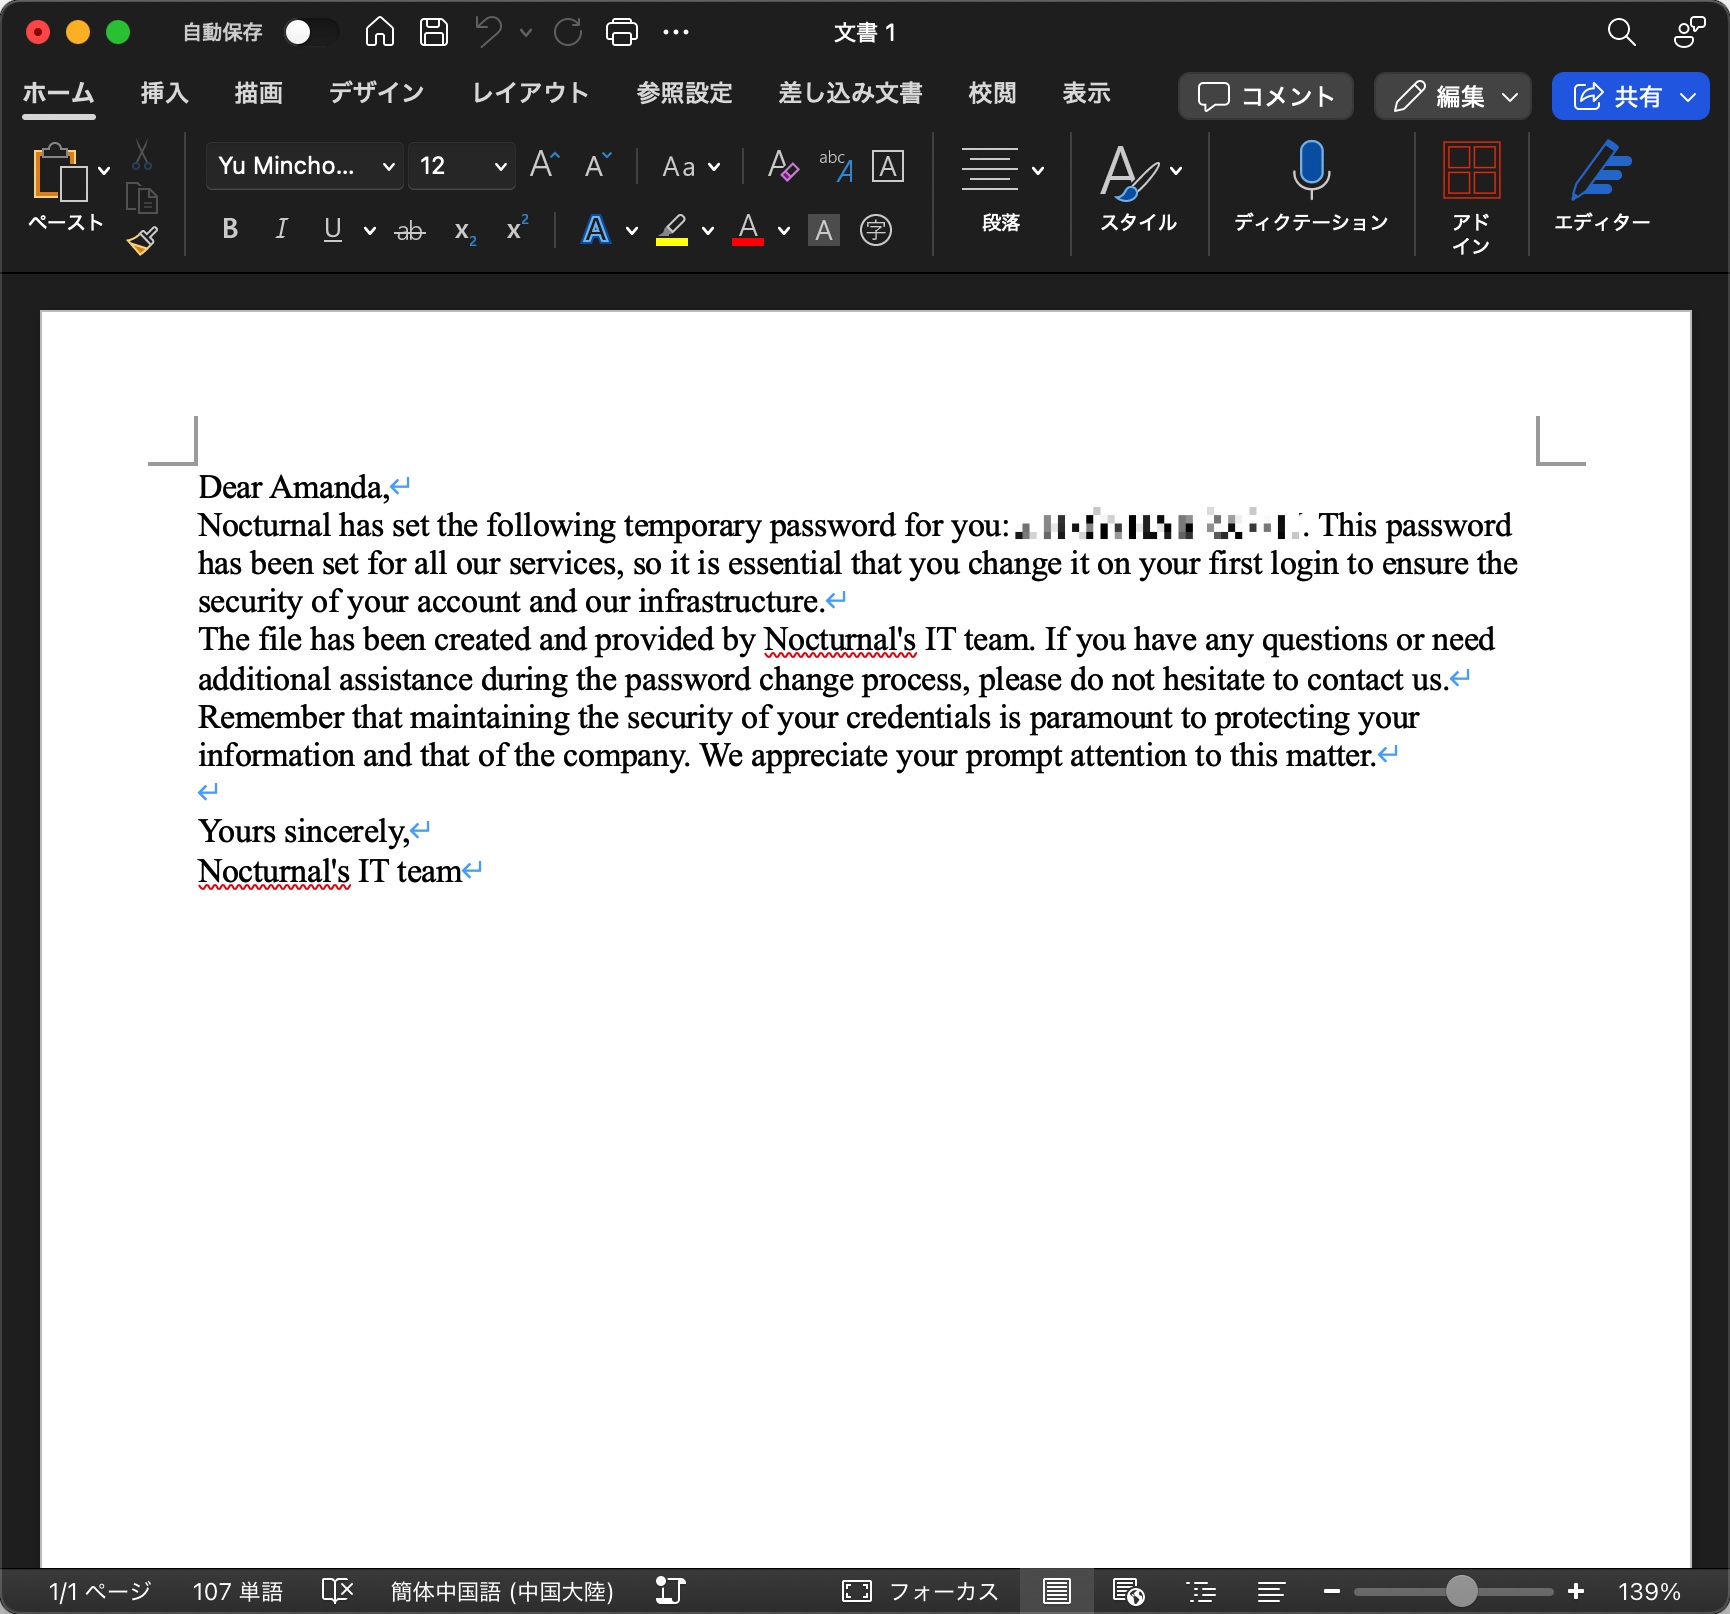 自動保存
文書 1
ホーム 挿入 描画 デザイン レイアウト 参照設定 差し込み文書 校閲 表示 コメント 編集 共有
ペースト
Yu Mincho... 12 A A Aa abc A A
B I U ab x2 x2 A A A 字
段落 スタイル ディクテーション アドイン エディター
Dear Amanda,
Nocturnal has set the following temporary password for you: . This password
has been set for all our services, so it is essential that you change it on your first login to ensure the
security of your account and our infrastructure.
The file has been created and provided by Nocturnal's IT team. If you have any questions or need
additional assistance during the password change process, please do not hesitate to contact us.
Remember that maintaining the security of your credentials is paramount to protecting your
information and that of the company. We appreciate your prompt attention to this matter.
Yours sincerely,
Nocturnal's IT team
1/1 ページ 107 単語 簡体中国語 (中国大陸) フォーカス 139%